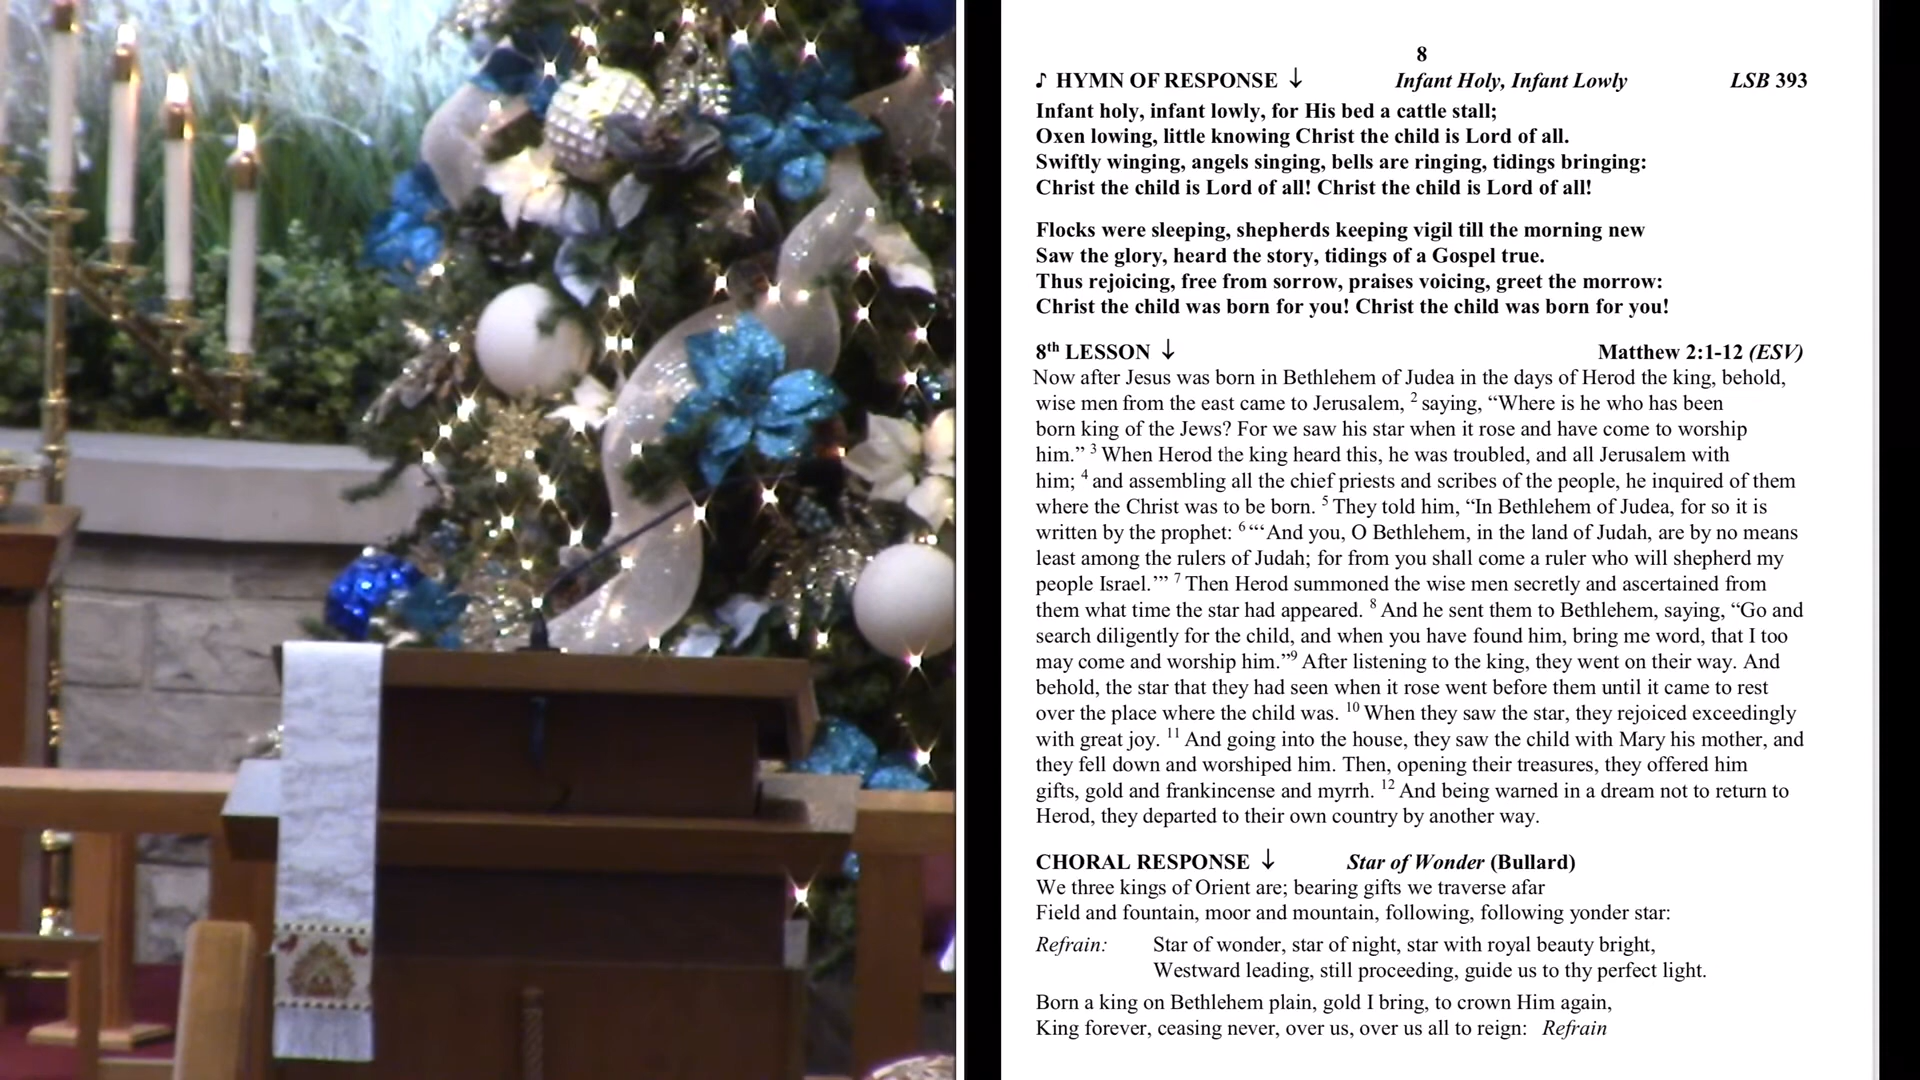 8
♪ HYMN OF RESPONSE ↓ Infant Holy, Infant Lowly LSB 393
Infant holy, infant lowly, for His bed a cattle stall;
Oxen lowing, little knowing Christ the child is Lord of all.
Swiftly winging, angels singing, bells are ringing, tidings bringing:
Christ the child is Lord of all! Christ the child is Lord of all!
Flocks were sleeping, shepherds keeping vigil till the morning new
Saw the glory, heard the story, tidings of a Gospel true.
Thus rejoicing, free from sorrow, praises voicing, greet the morrow:
Christ the child was born for you! Christ the child was born for you!
8th LESSON ↓ Matthew 2:1-12 (ESV)
Now after Jesus was born in Bethlehem of Judea in the days of Herod the king, behold,
wise men from the east came to Jerusalem, 2 saying, “Where is he who has been
born king of the Jews? For we saw his star when it rose and have come to worship
him.” 3 When Herod the king heard this, he was troubled, and all Jerusalem with
him; 4 and assembling all the chief priests and scribes of the people, he inquired of them
where the Christ was to be born. 5 They told him, “In Bethlehem of Judea, for so it is
written by the prophet: 6 “‘And you, O Bethlehem, in the land of Judah, are by no means
least among the rulers of Judah; for from you shall come a ruler who will shepherd my
people Israel.’” 7 Then Herod summoned the wise men secretly and ascertained from
them what time the star had appeared. 8 And he sent them to Bethlehem, saying, “Go and
search diligently for the child, and when you have found him, bring me word, that I too
may come and worship him.”9 After listening to the king, they went on their way. And
behold, the star that they had seen when it rose went before them until it came to rest
over the place where the child was. 10 When they saw the star, they rejoiced exceedingly
with great joy. 11 And going into the house, they saw the child with Mary his mother, and
they fell down and worshiped him. Then, opening their treasures, they offered him
gifts, gold and frankincense and myrrh. 12 And being warned in a dream not to return to
Herod, they departed to their own country by another way.
CHORAL RESPONSE ↓ Star of Wonder (Bullard)
We three kings of Orient are; bearing gifts we traverse afar
Field and fountain, moor and mountain, following, following yonder star:
Refrain: Star of wonder, star of night, star with royal beauty bright,
Westward leading, still proceeding, guide us to thy perfect light.
Born a king on Bethlehem plain, gold I bring, to crown Him again,
King forever, ceasing never, over us, over us all to reign: Refrain